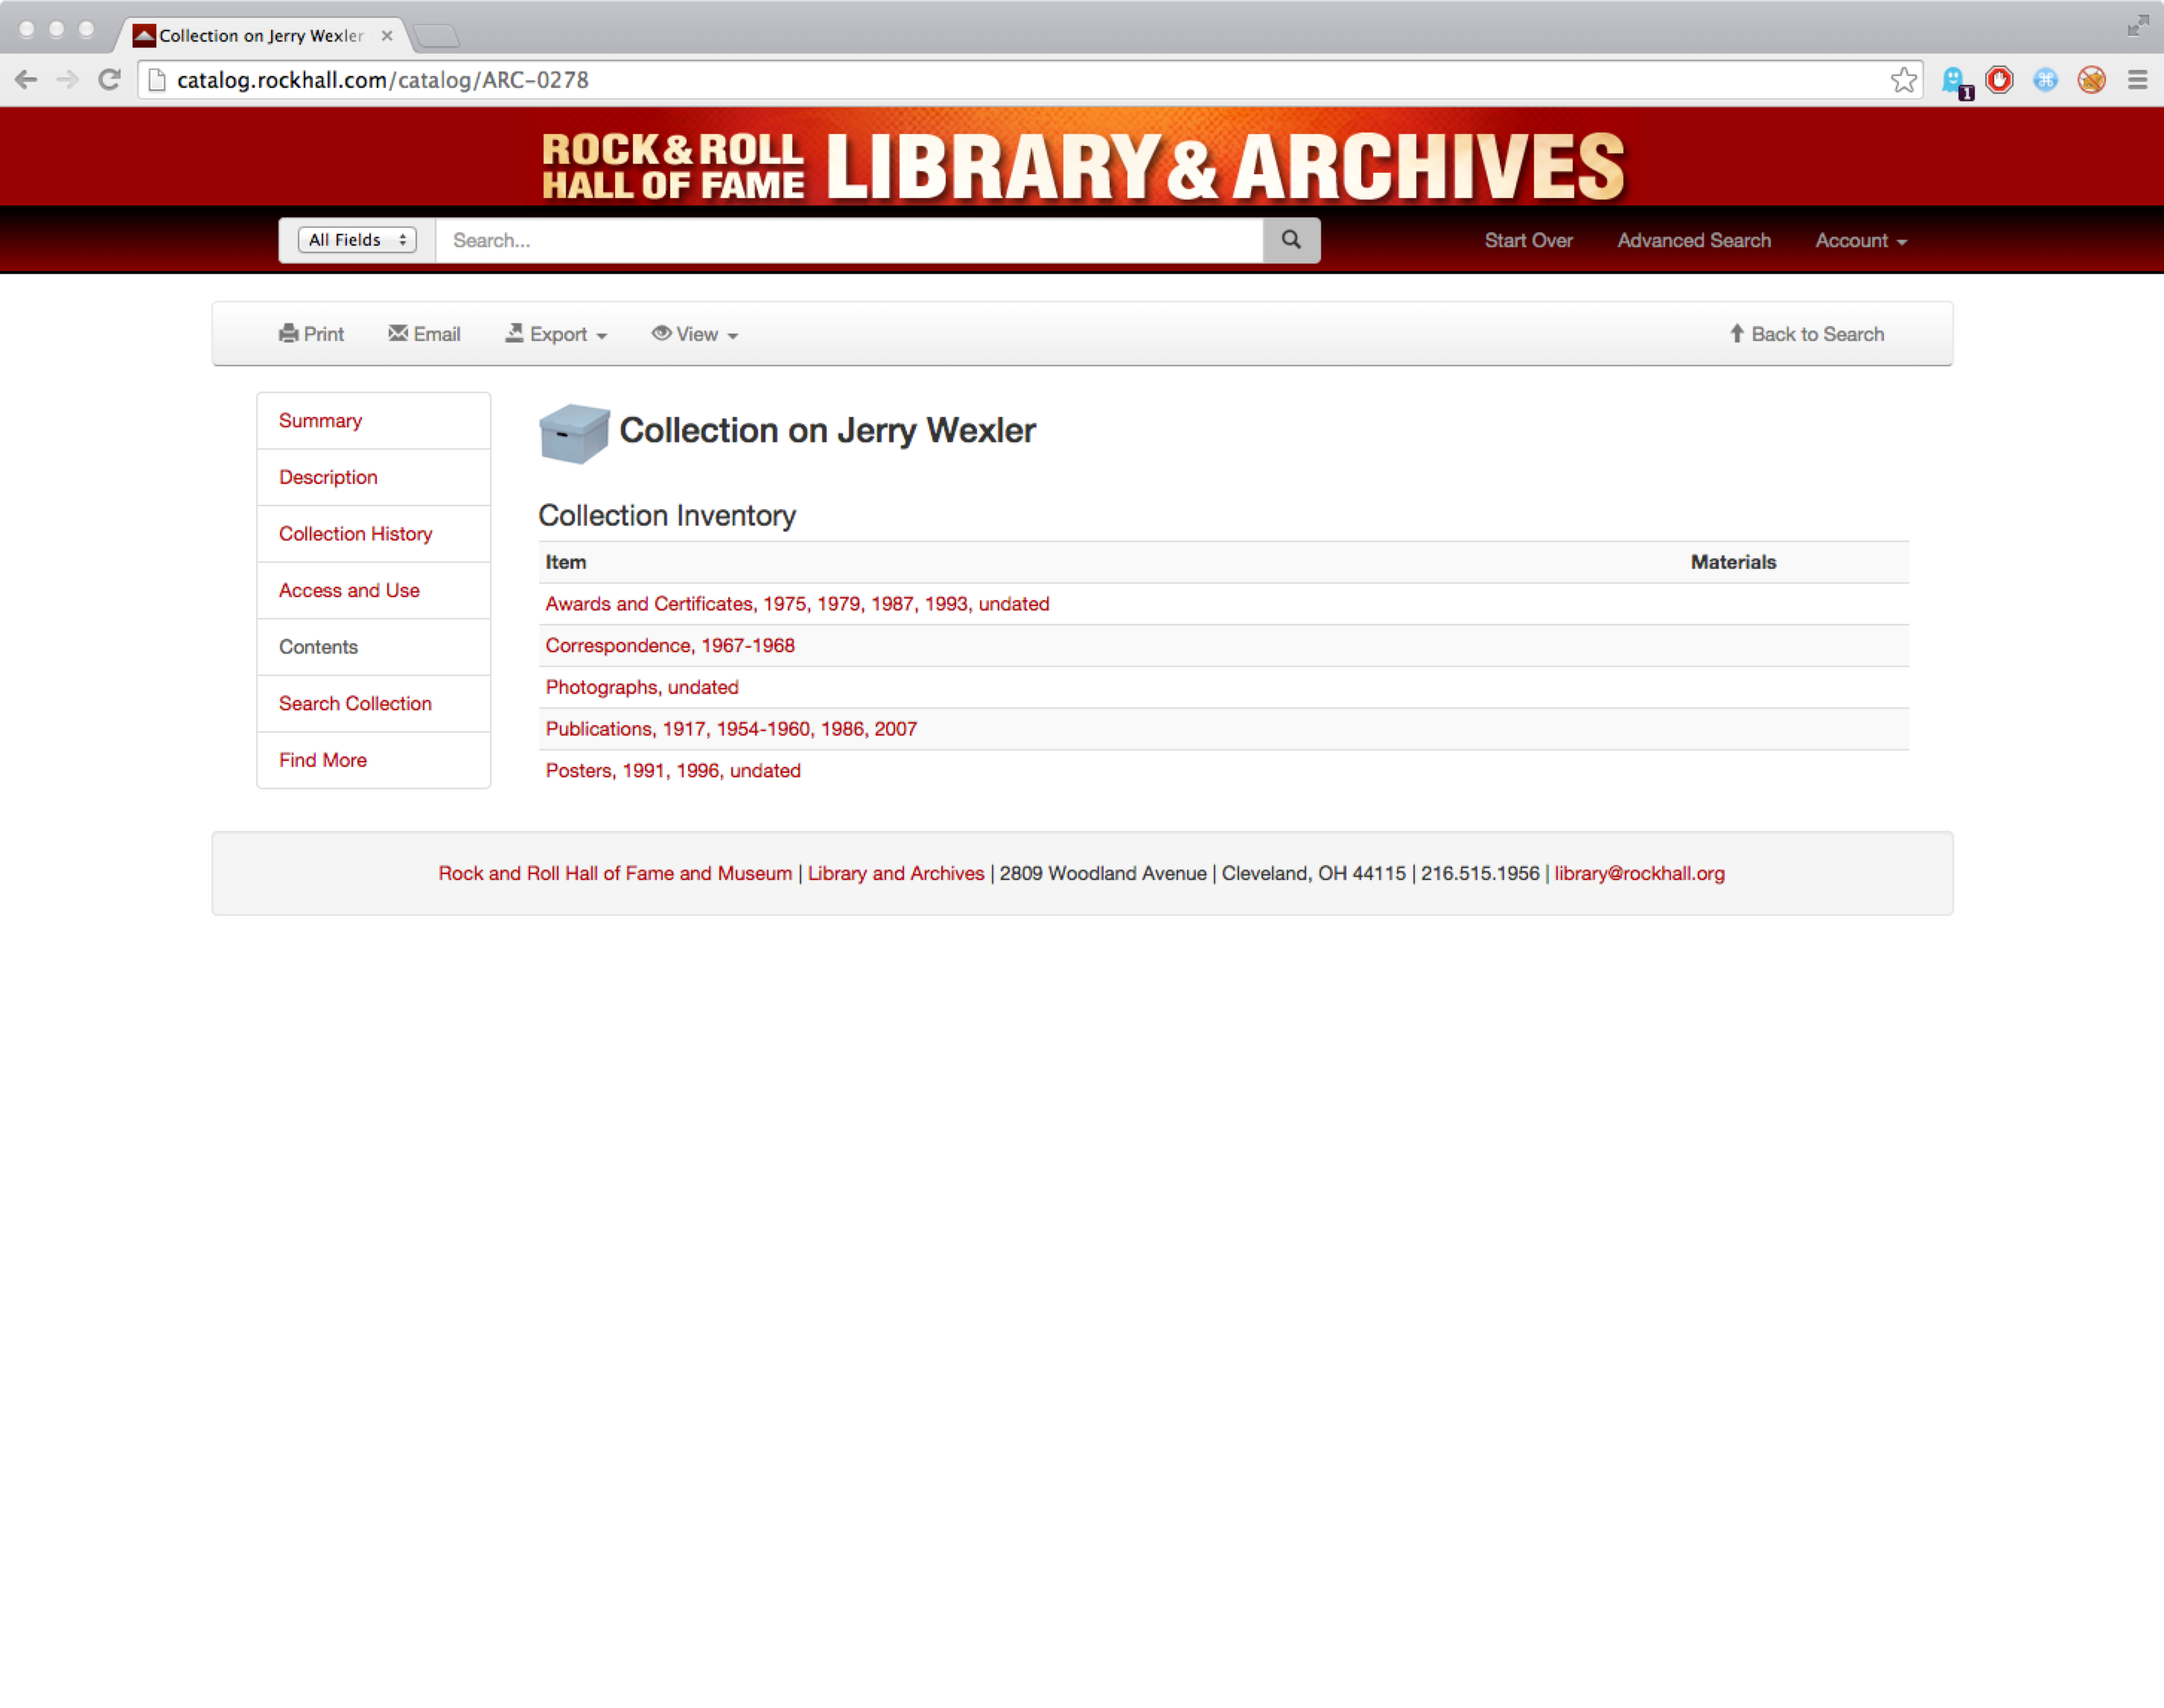 Collection on Jerry Wexler
catalog.rockhall.com/catalog/ARC-0278
1
ROCK & ROLL HALL OF FAME LIBRARY & ARCHIVES
All Fields Search... Start Over Advanced Search Account
Print Email Export View Back to Search
Summary
Description
Collection History
Access and Use
Contents
Search Collection
Find More
Collection on Jerry Wexler
Collection Inventory
Item Materials
Awards and Certificates, 1975, 1979, 1987, 1993, undated
Correspondence, 1967-1968
Photographs, undated
Publications, 1917, 1954-1960, 1986, 2007
Posters, 1991, 1996, undated
Rock and Roll Hall of Fame and Museum | Library and Archives | 2809 Woodland Avenue | Cleveland, OH 44115 | 216.515.1956 | library@rockhall.org